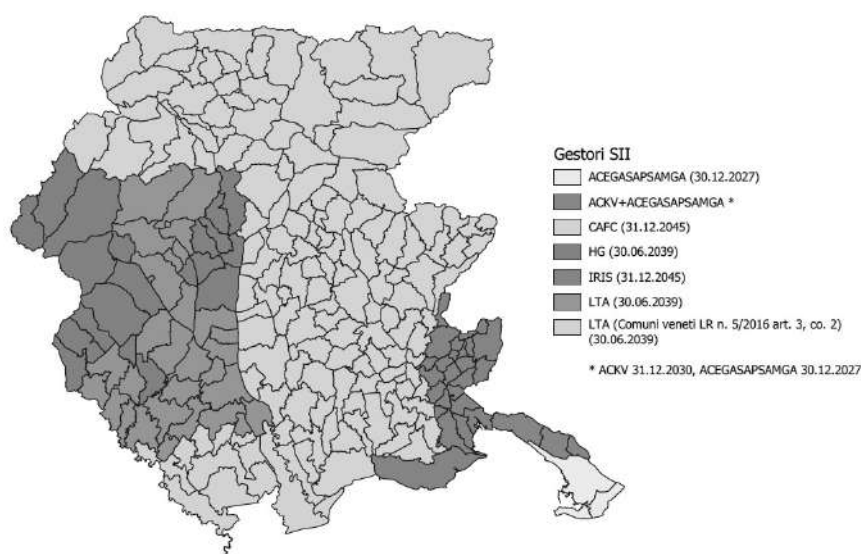 Gestori SII
ACEGASAPSAMGA (30.12.2027)
ACKV+ACEGASAPSAMGA *
CAFC (31.12.2045)
HG (30.06.2039)
IRIS (31.12.2045)
LTA (30.06.2039)
LTA (Comuni veneti LR n. 5/2016 art. 3, co. 2)
(30.06.2039)
* ACKV 31.12.2030, ACEGASAPSAMGA 30.12.2027